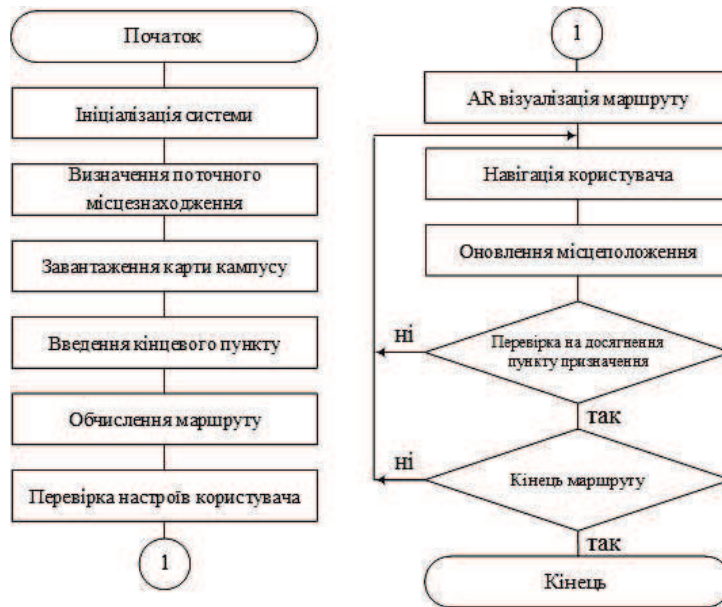 Початок
Ініціалізація системи
Визначення поточного
місцезнаходження
Завантаження карти кампусу
Введення кінцевого пункту
Обчислення маршруту
Перевірка настроїв користувача
1
1
AR візуалізація маршруту
Навігація користувача
Оновлення місцеположення
ні
Перевірка на досягнення
пункту призначення
так
ні
Кінець маршруту
так
Кінець